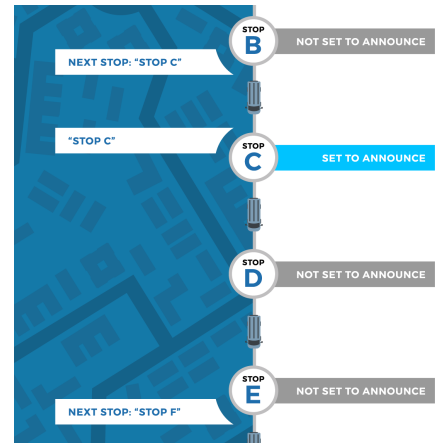 STOP
B
NOT SET TO ANNOUNCE
NEXT STOP: "STOP C"
"STOP C"
STOP
C
SET TO ANNOUNCE
STOP
D
NOT SET TO ANNOUNCE
STOP
E
NOT SET TO ANNOUNCE
NEXT STOP: "STOP F"